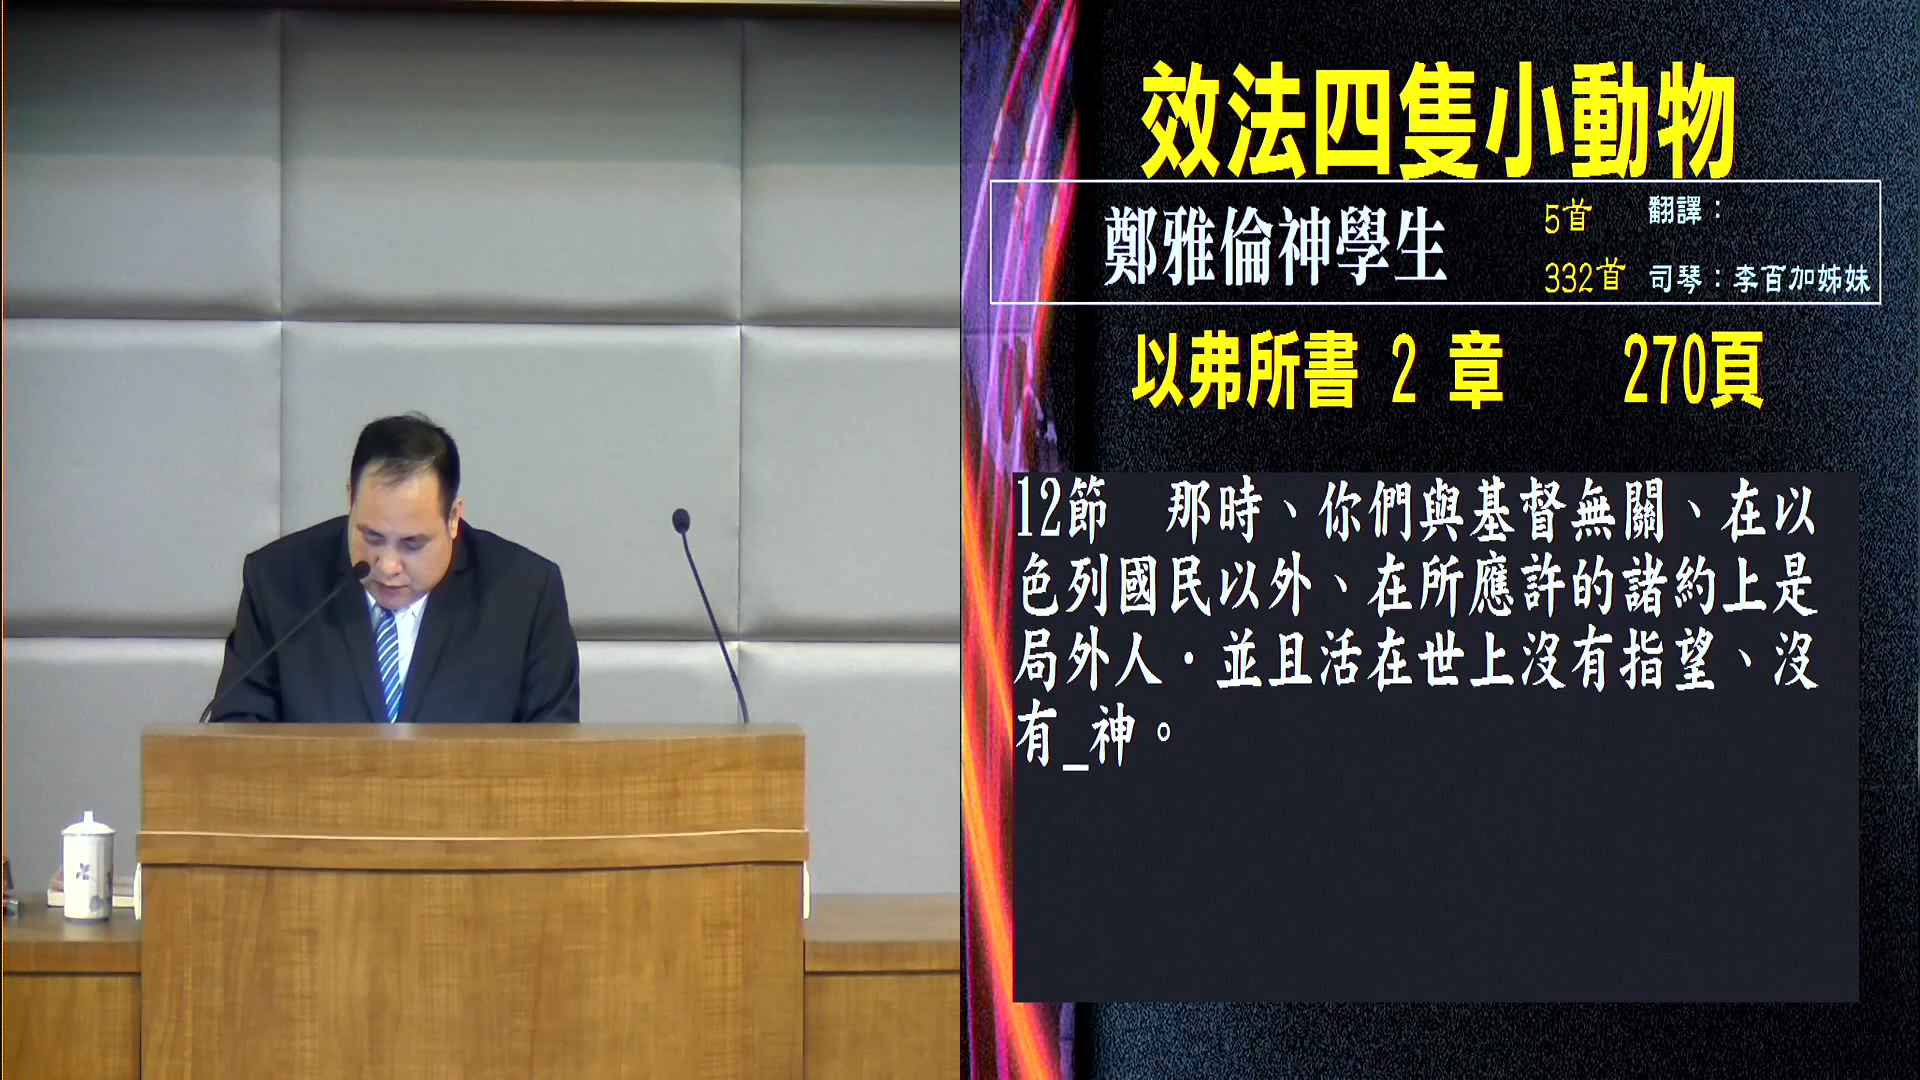 效法四隻小動物
鄭雅倫神學生
5首
翻譯：
332首
司琴：李百加姊妹
以弗所書 2 章 270頁
12節　那時、你們與基督無關、在以
色列國民以外、在所應許的諸約上是
局外人．並且活在世上沒有指望、沒
有_神。